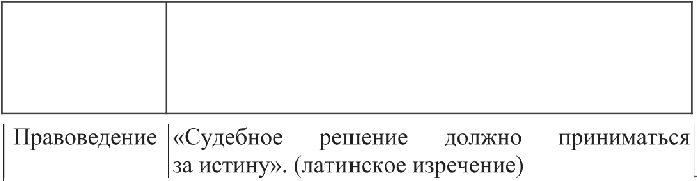 Правоведение «Судебное решение должно приниматься
за истину». (латинское изречение)